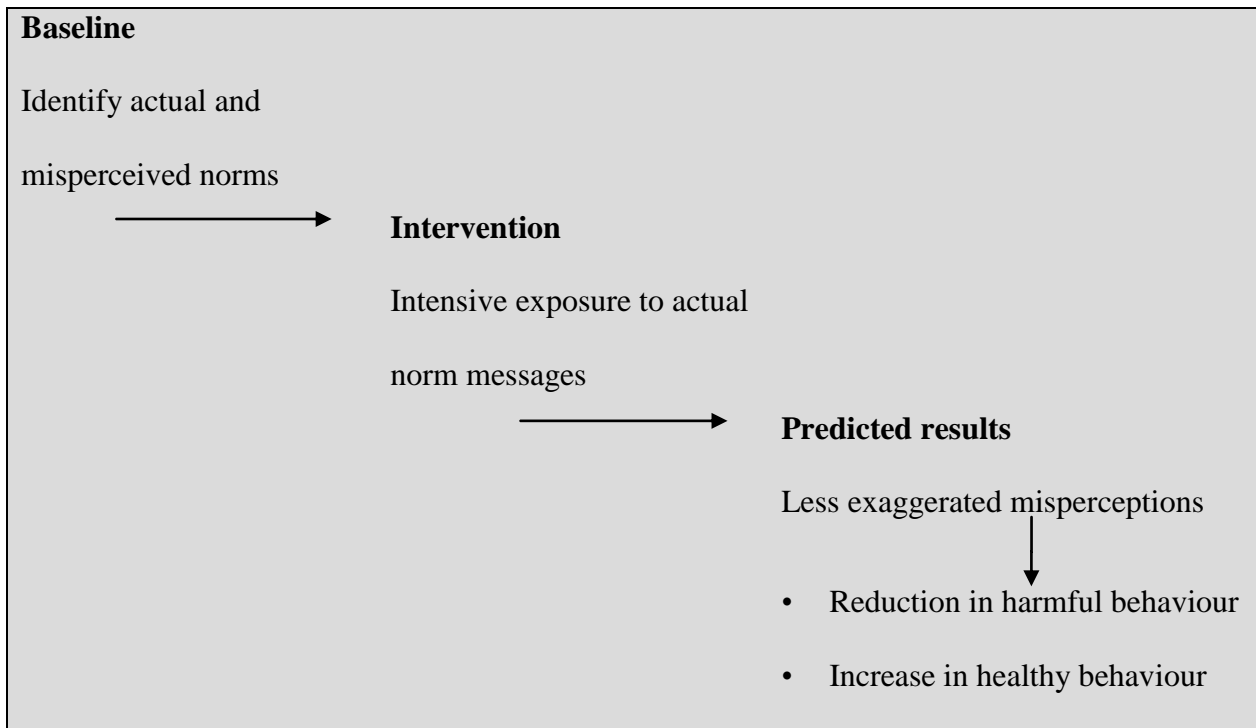 Baseline
Identify actual and
misperceived norms
Intervention
Intensive exposure to actual
norm messages
Predicted results
Less exaggerated misperceptions
• Reduction in harmful behaviour
• Increase in healthy behaviour